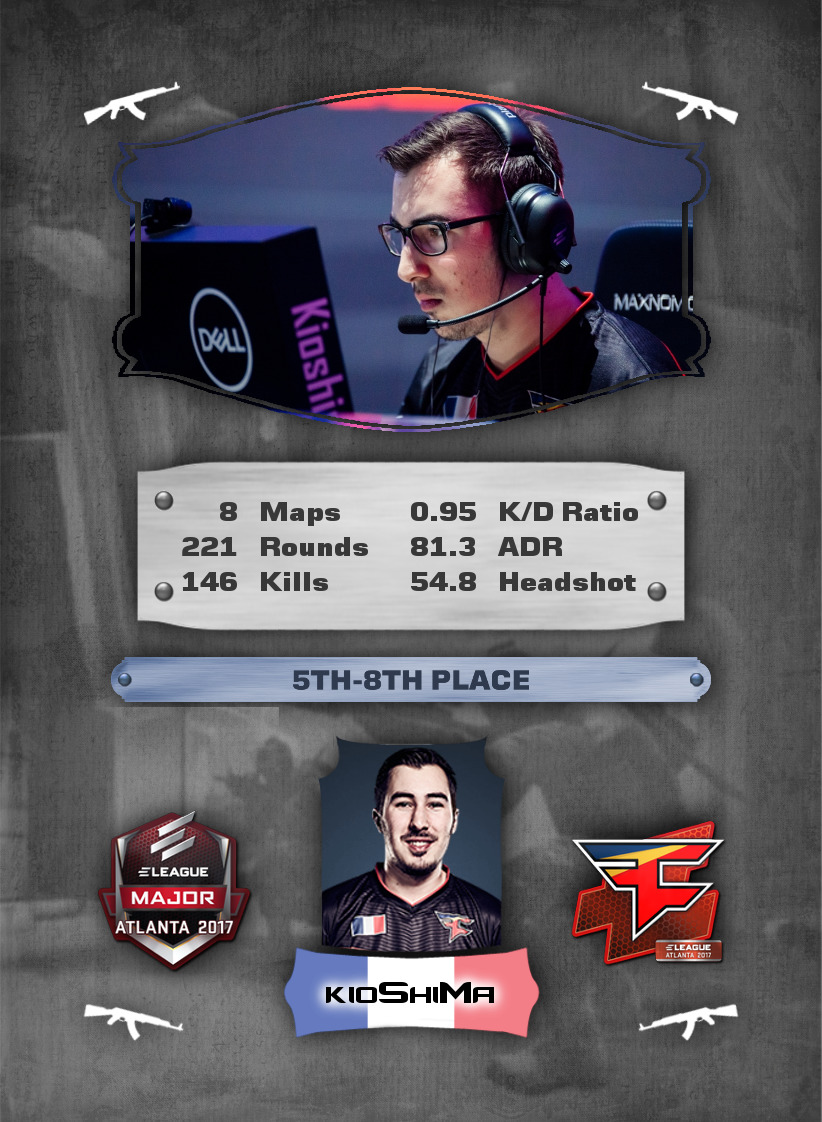 DELL
Kioshi
MAXNOM
8 Maps 0.95 K/D Ratio
221 Rounds 81.3 ADR
146 Kills 54.8 Headshot
5TH-8TH PLACE
ELEAGUE
MAJOR
ATLANTA 2017
ELEAGUE
ATLANTA 2017
kioShiMa